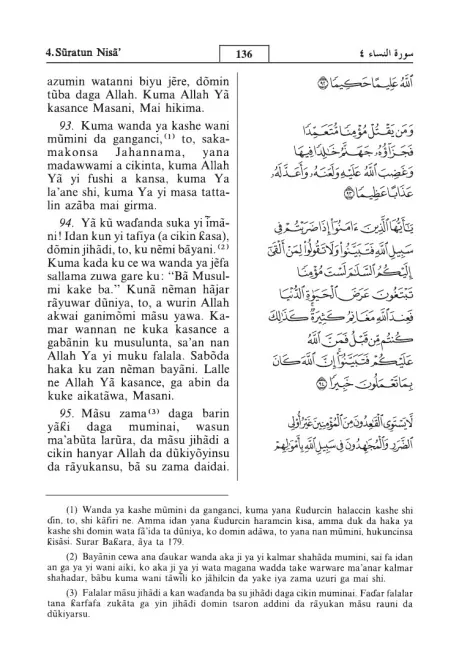 4. Sūratun Nisā'
136
سورة النساء ٤
azumin watanni biyu jēre, dōmin
tūba daga Allah. Kuma Allah Yā
kasance Masani, Mai hikima.
93. Kuma wanda ya kashe wani
mūmini da ganganci,(1) to, saka-
makonsa Jahannama, yana
madawwami a cikinta, kuma Allah
Yā yi fushi a kansa, kuma Ya
la'ane shi, kuma Ya yi masa tatta-
lin azāba mai girma.
94. Yā kū waɗanda suka yi īmā-
ni! Idan kun yi tafiya (a cikin ƙasa),
dōmin jihādi, to, ku nēmi bāyani.(2)
Kuma kada ku ce wa wanda ya jēfa
sallama zuwa gare ku: "Bā Musul-
mi kake ba." Kunā nēman hājar
rāyuwar dūniya, to, a wurin Allah
akwai ganimōmi māsu yawa. Ka-
mar wannan ne kuka kasance a
gabānin ku musulunta, sa'an nan
Allah Ya yi muku falala. Sabōda
haka ku zan nēman bayāni. Lalle
ne Allah Yā kasance, ga abin da
kuke aikatāwa, Masani.
95. Māsu zama(3) daga barin
yāƙi daga muminai, wasun
ma'abūta larūra, da māsu jihādi a
cikin hanyar Allah da dūkiyōyinsu
da rāyukansu, bā su zama daidai.
ٱللَّهُ عَلِيمًا حَكِيمًا ٩٢
وَمَن يَقْتُلْ مُؤْمِنًا مُّتَعَمِّدًا
فَجَزَآؤُهُۥ جَهَنَّمُ خَٰلِدًا فِيهَا
وَغَضِبَ ٱللَّهُ عَلَيْهِ وَلَعَنَهُۥ وَأَعَدَّ لَهُۥ
عَذَابًا عَظِيمًا ٩٣
يَٰٓأَيُّهَا ٱلَّذِينَ ءَامَنُوٓا۟ إِذَا ضَرَبْتُمْ فِى
سَبِيلِ ٱللَّهِ فَتَبَيَّنُوا۟ وَلَا تَقُولُوا۟ لِمَنْ أَلْقَىٰٓ
إِلَيْكُمُ ٱلسَّلَٰمَ لَسْتَ مُؤْمِنًا
تَبْتَغُونَ عَرَضَ ٱلْحَيَوٰةِ ٱلدُّنْيَا
فَعِندَ ٱللَّهِ مَغَانِمُ كَثِيرَةٌ كَذَٰلِكَ
كُنتُم مِّن قَبْلُ فَمَنَّ ٱللَّهُ
عَلَيْكُمْ فَتَبَيَّنُوٓا۟ إِنَّ ٱللَّهَ كَانَ
بِمَا تَعْمَلُونَ خَبِيرًا ٩٤
لَّا يَسْتَوِى ٱلْقَٰعِدُونَ مِنَ ٱلْمُؤْمِنِينَ غَيْرُ أُو۟لِى
ٱلضَّرَرِ وَٱلْمُجَٰهِدُونَ فِى سَبِيلِ ٱللَّهِ بِأَمْوَٰلِهِمْ
(1) Wanda ya kashe mūmini da ganganci, kuma yana ƙudurcin halaccin kashe shi
ɗin, to, shi kāfiri ne. Amma idan yana ƙudurcin haramcin kisa, amma duk da haka ya
kashe shi domin wata fā'ida ta dūniya, ko domin adāwa, to yana nan mūmini, hukuncinsa
ƙisāsi. Surar Baƙara, āya ta 179.
(2) Bayānin cewa ana ɗaukar wanda aka ji ya yi kalmar shahāda mumini, sai fa idan
an ga ya yi wani aiki, ko aka ji ya yi wata magana wadda take warware ma'anar kalmar
shahadar, bābu kuma wani tāwīli ko jāhilcin da yake iya zama uzuri ga mai shi.
(3) Falalar māsu jihādi a kan waɗanda ba su jihādi daga cikin muminai. Faɗar falalar
tana ƙarfafa zukāta ga yin jihādi domin tsaron addini da rāyukan māsu rauni da
dūkiyarsu.